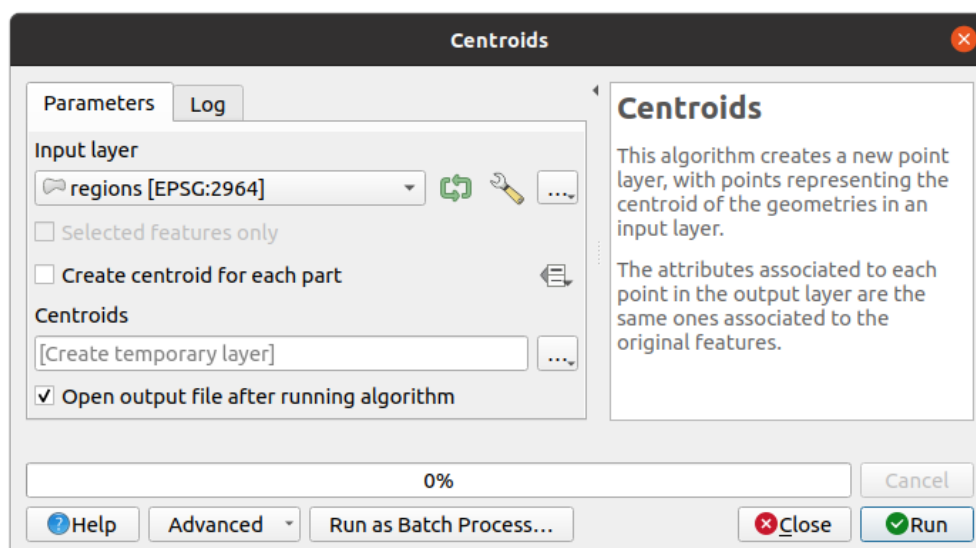 Centroids
Parameters
Log
Input layer
regions [EPSG:2964]
...
Selected features only
Create centroid for each part
Centroids
[Create temporary layer]
...
Open output file after running algorithm
Centroids
This algorithm creates a new point
layer, with points representing the
centroid of the geometries in an
input layer.
The attributes associated to each
point in the output layer are the
same ones associated to the
original features.
0%
Cancel
Help
Advanced
Run as Batch Process...
Close
Run